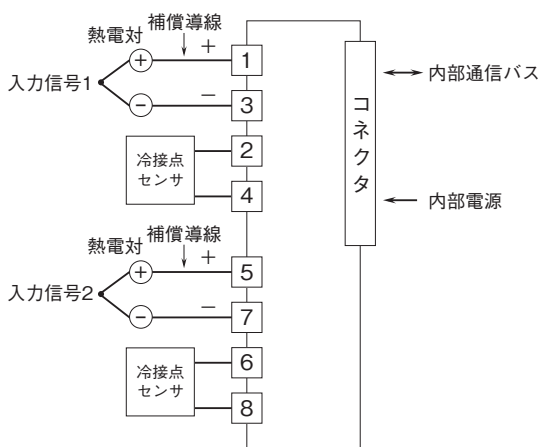 補償導線
熱電対
+
+
1
入力信号1
−
−
3
2
冷接点
センサ
4
補償導線
熱電対
+
+
5
入力信号2
−
−
7
6
冷接点
センサ
8
コネクタ
内部通信バス
内部電源